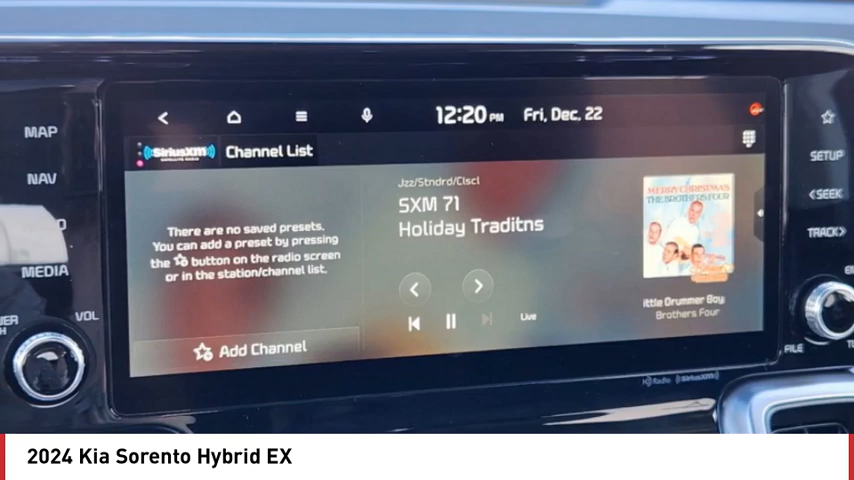 MAP
NAV
MEDIA
VOL
12:20 PM Fri, Dec. 22
SiriusXM
SATELLITE RADIO
Channel List
There are no saved presets.
You can add a preset by pressing
the button on the radio screen
or in the station/channel list.
Add Channel
Jzz/Stndrd/Clscl
SXM 71
Holiday Traditns
Live
MERRY CHRISTMAS
THE BROTHERS FOUR
ittle Drummer Boy
Brothers Four
HD Radio SiriusXM
SETUP
<SEEK
TRACK>
FILE
2024 Kia Sorento Hybrid EX